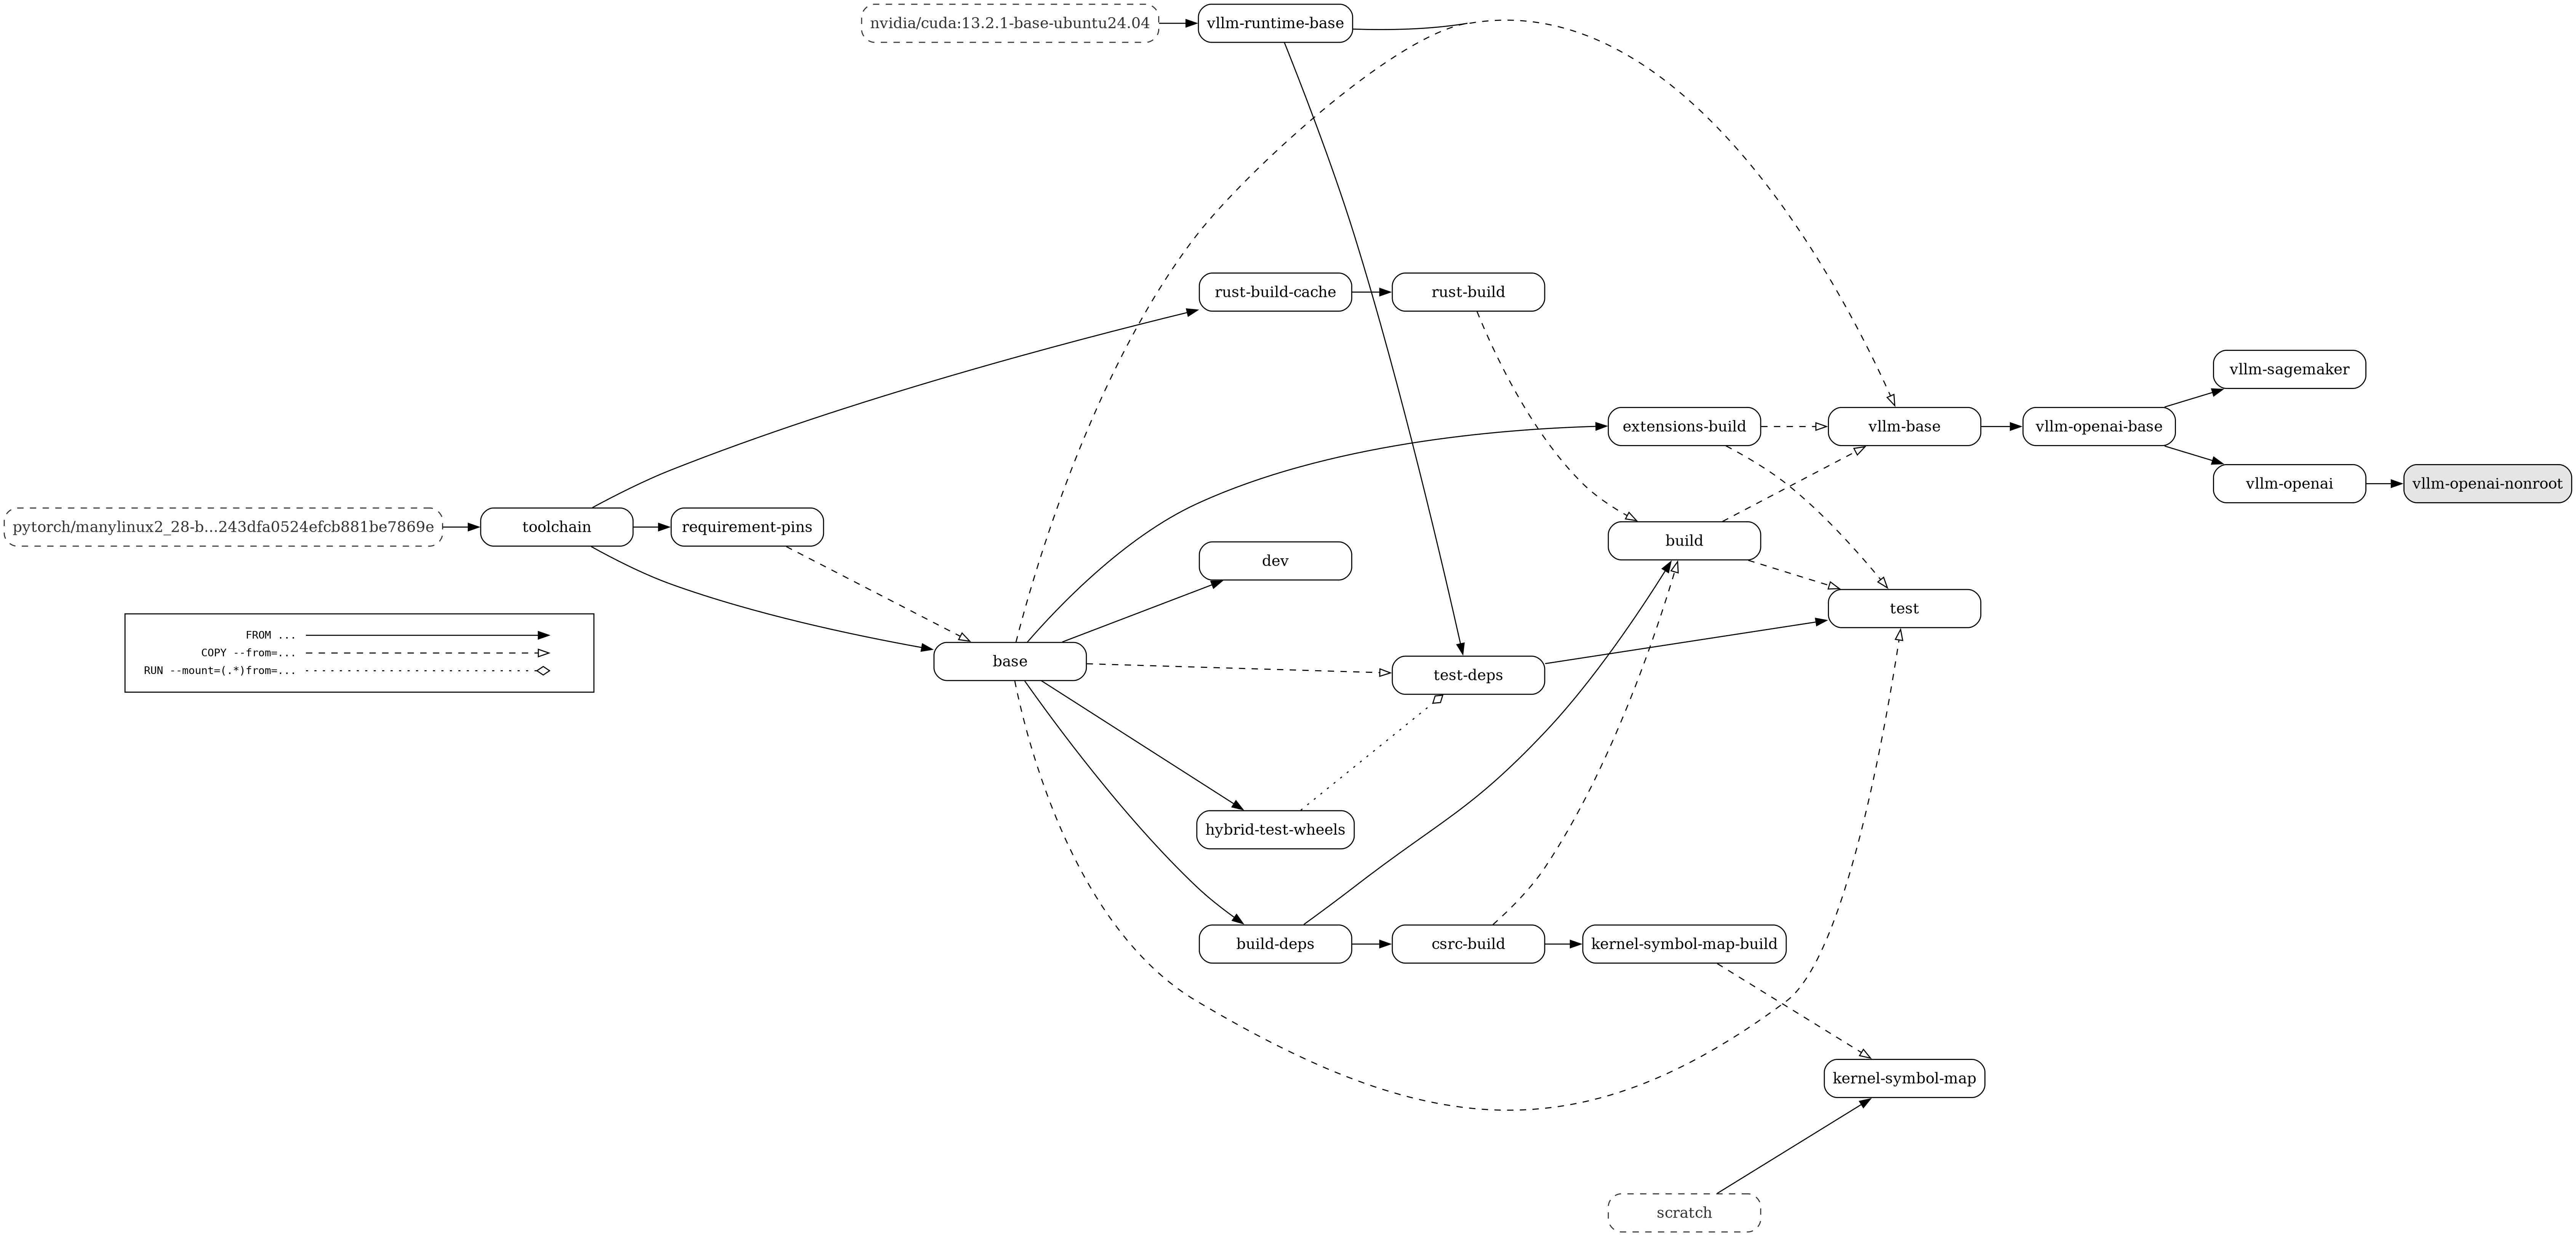 nvidia/cuda:13.2.1-base-ubuntu24.04
vllm-runtime-base
rust-build-cache
rust-build
vllm-sagemaker
extensions-build
vllm-base
vllm-openai-base
vllm-openai
vllm-openai-nonroot
pytorch/manylinux2_28-b...243dfa0524efcb881be7869e
toolchain
requirement-pins
build
dev
test
FROM ...
COPY --from=...
RUN --mount=(.*)from=...
base
test-deps
hybrid-test-wheels
build-deps
csrc-build
kernel-symbol-map-build
kernel-symbol-map
scratch